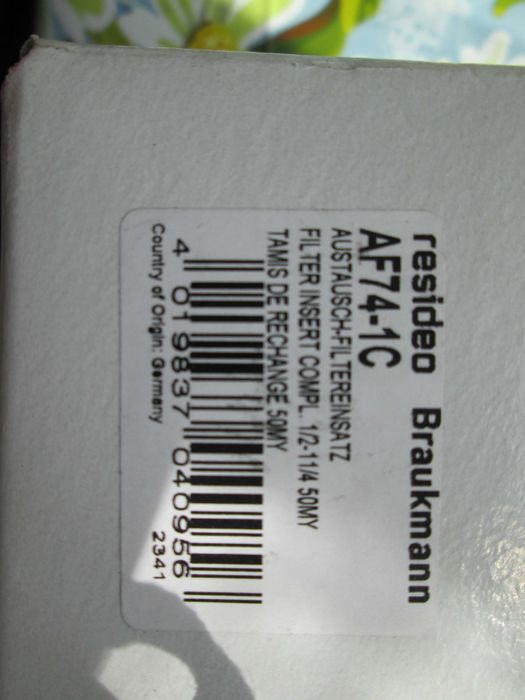 resideo Braukmann
AF74-1C
AUSTAUSCH-FILTEREINSATZ
FILTER INSERT COMPL. 1/2-11/4 50MY
TAMIS DE RECHANGE 50MY
4 019837 040956
Country of Origin: Germany 2341